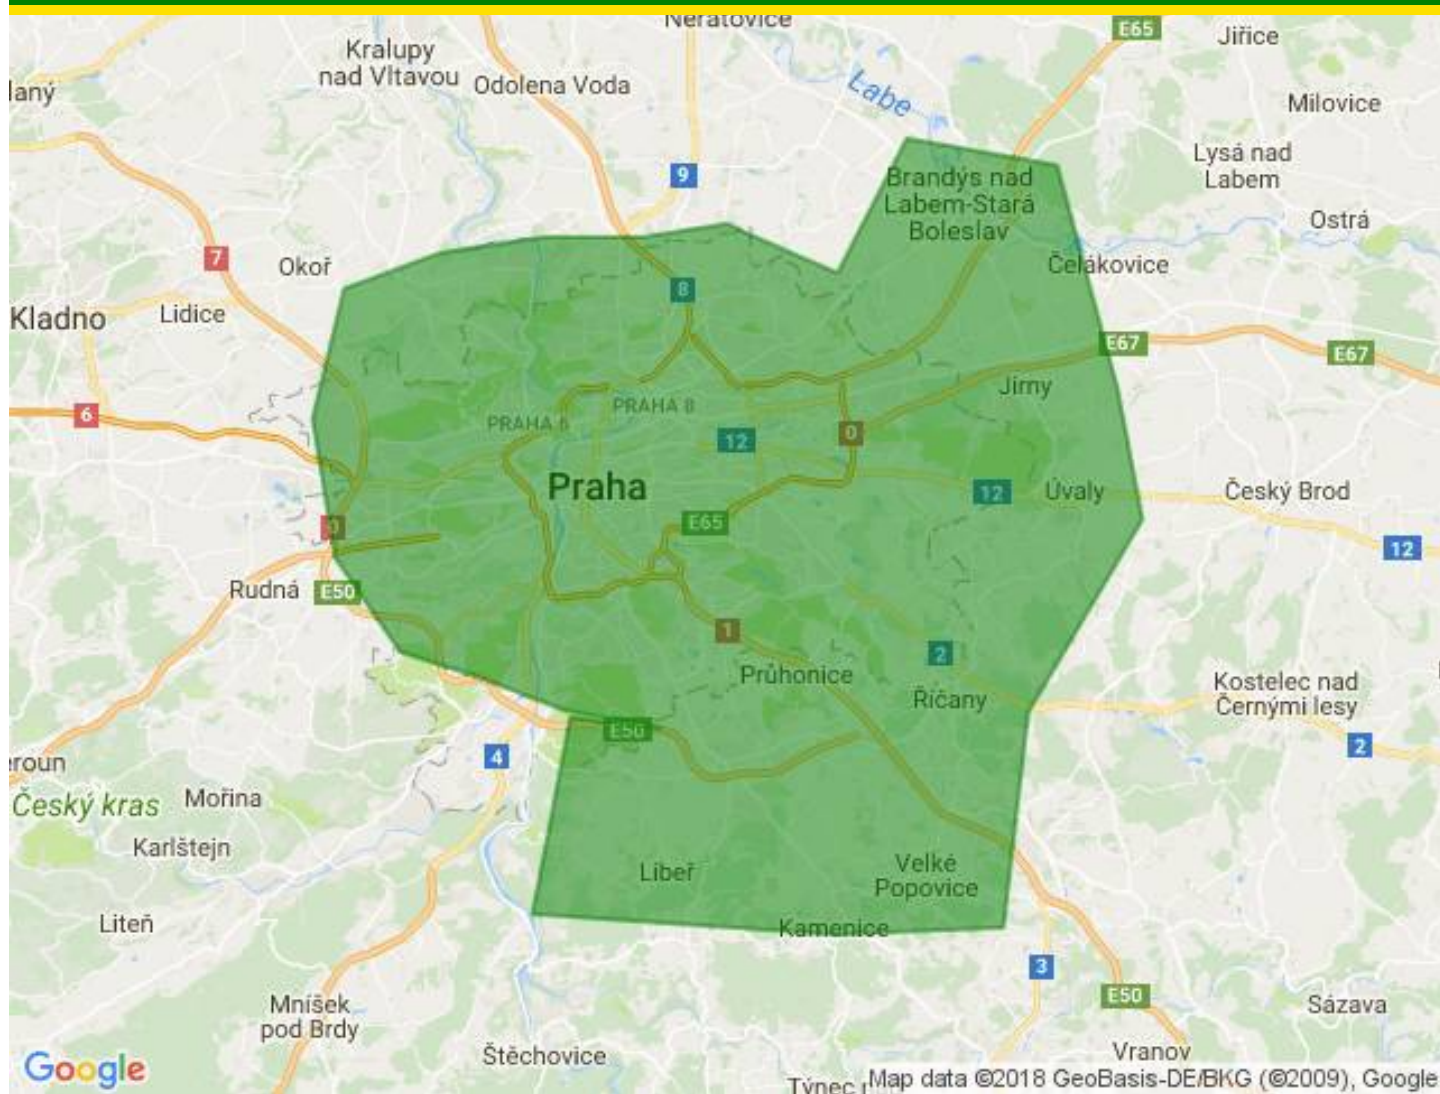 Neratovice
E65
Jiřice
Kralupy
nad Vltavou
Odolena Voda
Labe
laný
Milovice
9
Brandýs nad
Labem-Stará
Boleslav
Lysá nad
Labem
Ostrá
7
Okoř
Čelákovice
8
Kladno
Lidice
E67
E67
Jirny
6
PRAHA 6
PRAHA 8
12
0
Praha
12
Úvaly
Český Brod
0
E65
12
Rudná
E50
1
2
Průhonice
Říčany
Kostelec nad
Černými lesy
E50
2
4
eroun
Český kras
Mořina
Karlštejn
Libeř
Velké
Popovice
Liteň
Kamenice
3
E50
Mníšek
pod Brdy
Sázava
Štěchovice
Vranov
Google
Týnec
Map data ©2018 GeoBasis-DE/BKG (©2009), Google